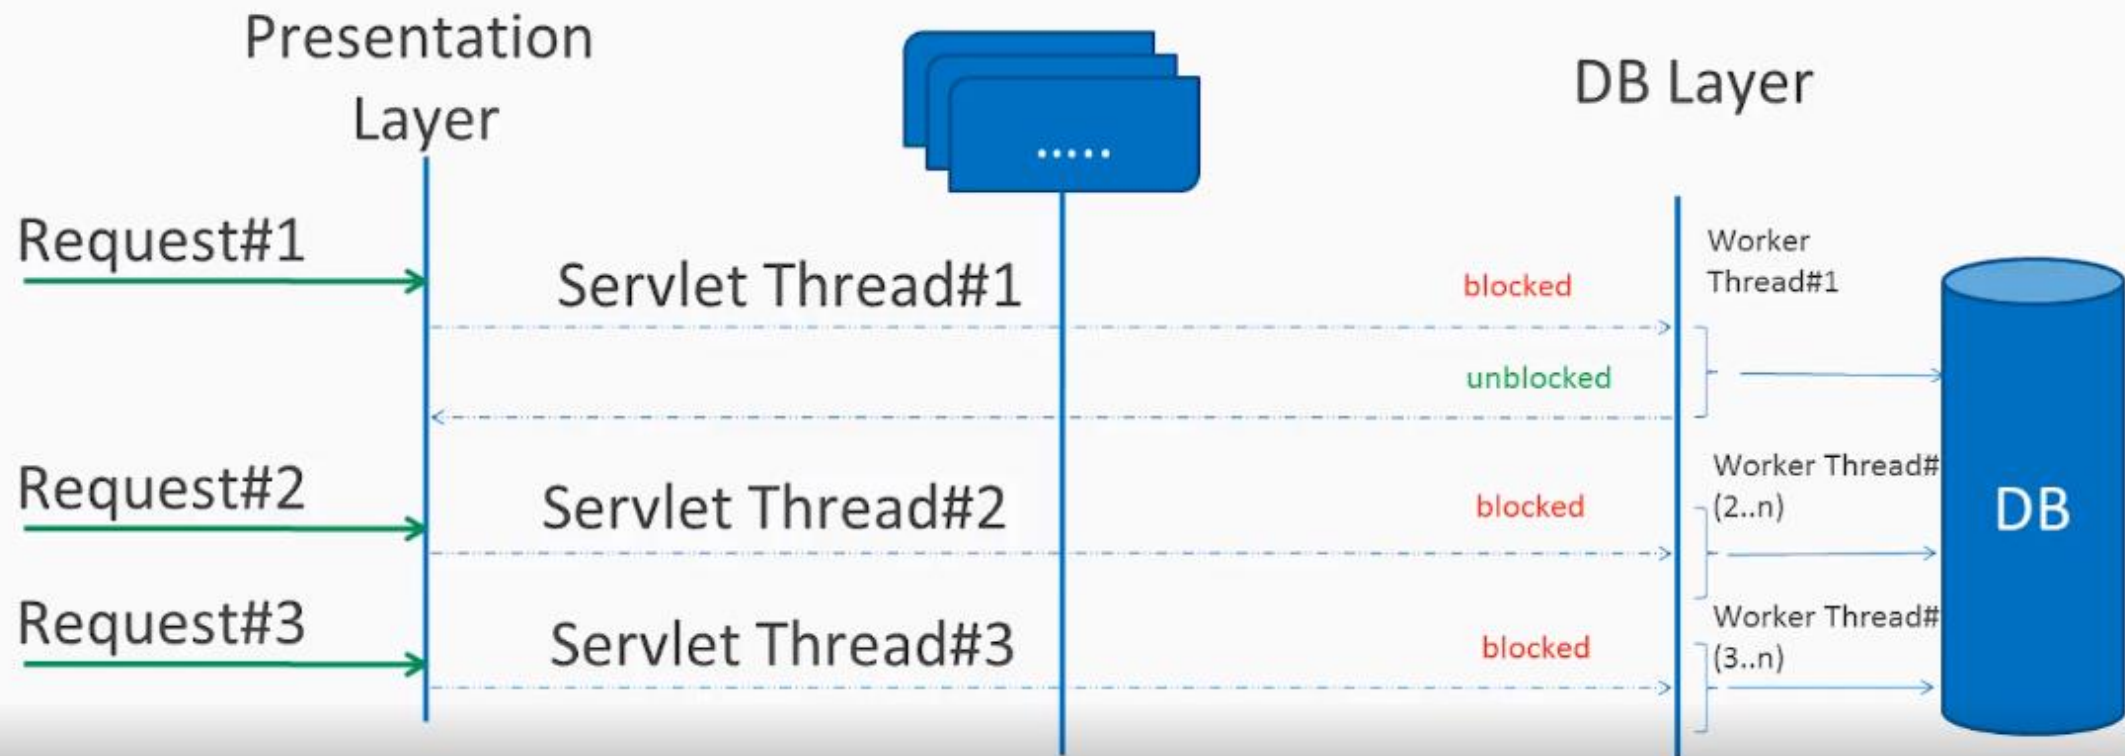 Presentation
Layer
.....
DB Layer
Request#1
Servlet Thread#1
blocked
Worker
Thread#1
unblocked
Request#2
Servlet Thread#2
blocked
Worker Thread#
(2..n)
DB
Request#3
Servlet Thread#3
blocked
Worker Thread#
(3..n)